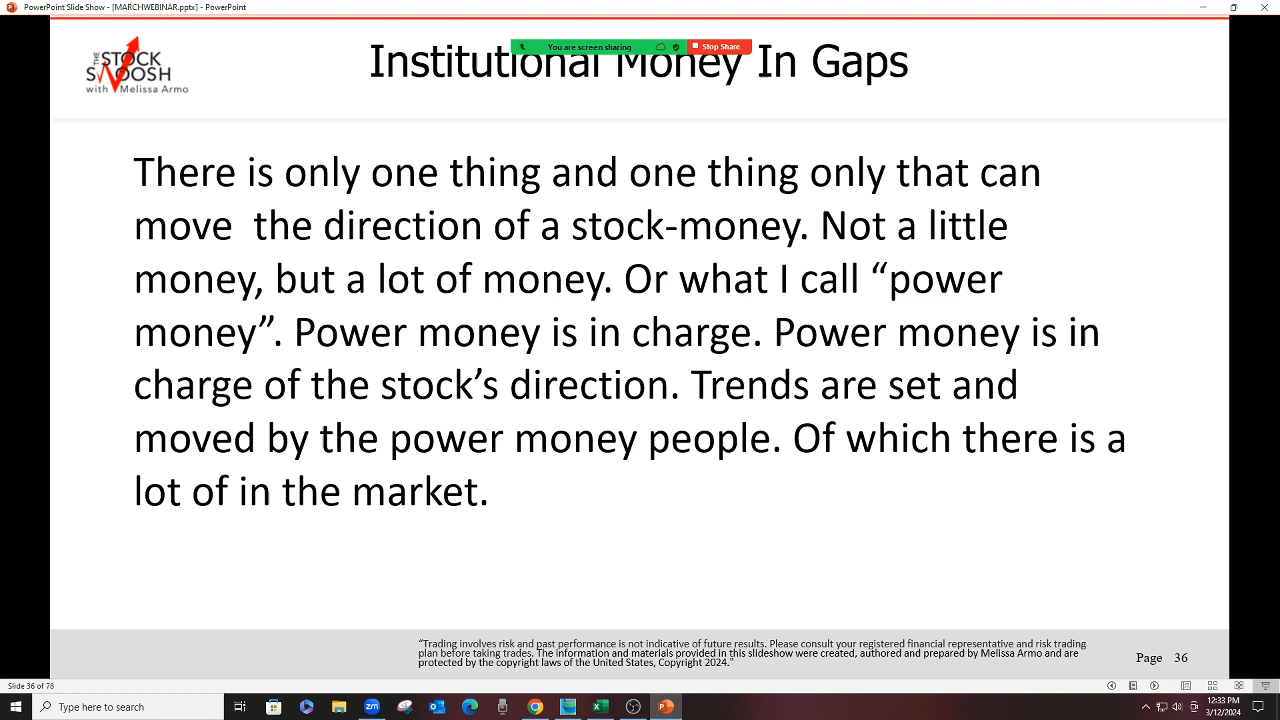 PowerPoint Slide Show - [MARCHWEBINAR.pptx] - PowerPoint
You are screen sharing
Stop Share
THE STOCK
SWOOSH
with Melissa Armo
Institutional Money In Gaps
There is only one thing and one thing only that can
move  the direction of a stock-money. Not a little
money, but a lot of money. Or what I call “power
money”. Power money is in charge. Power money is in
charge of the stock’s direction. Trends are set and
moved by the power money people. Of which there is a
lot of in the market.
“Trading involves risk and past performance is not indicative of future results. Please consult your registered financial representative and risk trading
plan before taking trades. The information and materials provided in this slideshow were created, authored and prepared by Melissa Armo and are
protected by the copyright laws of the United States, Copyright 2024."
Page 36
Slide 36 of 78
Type here to search
12:33 PM
3/12/2024